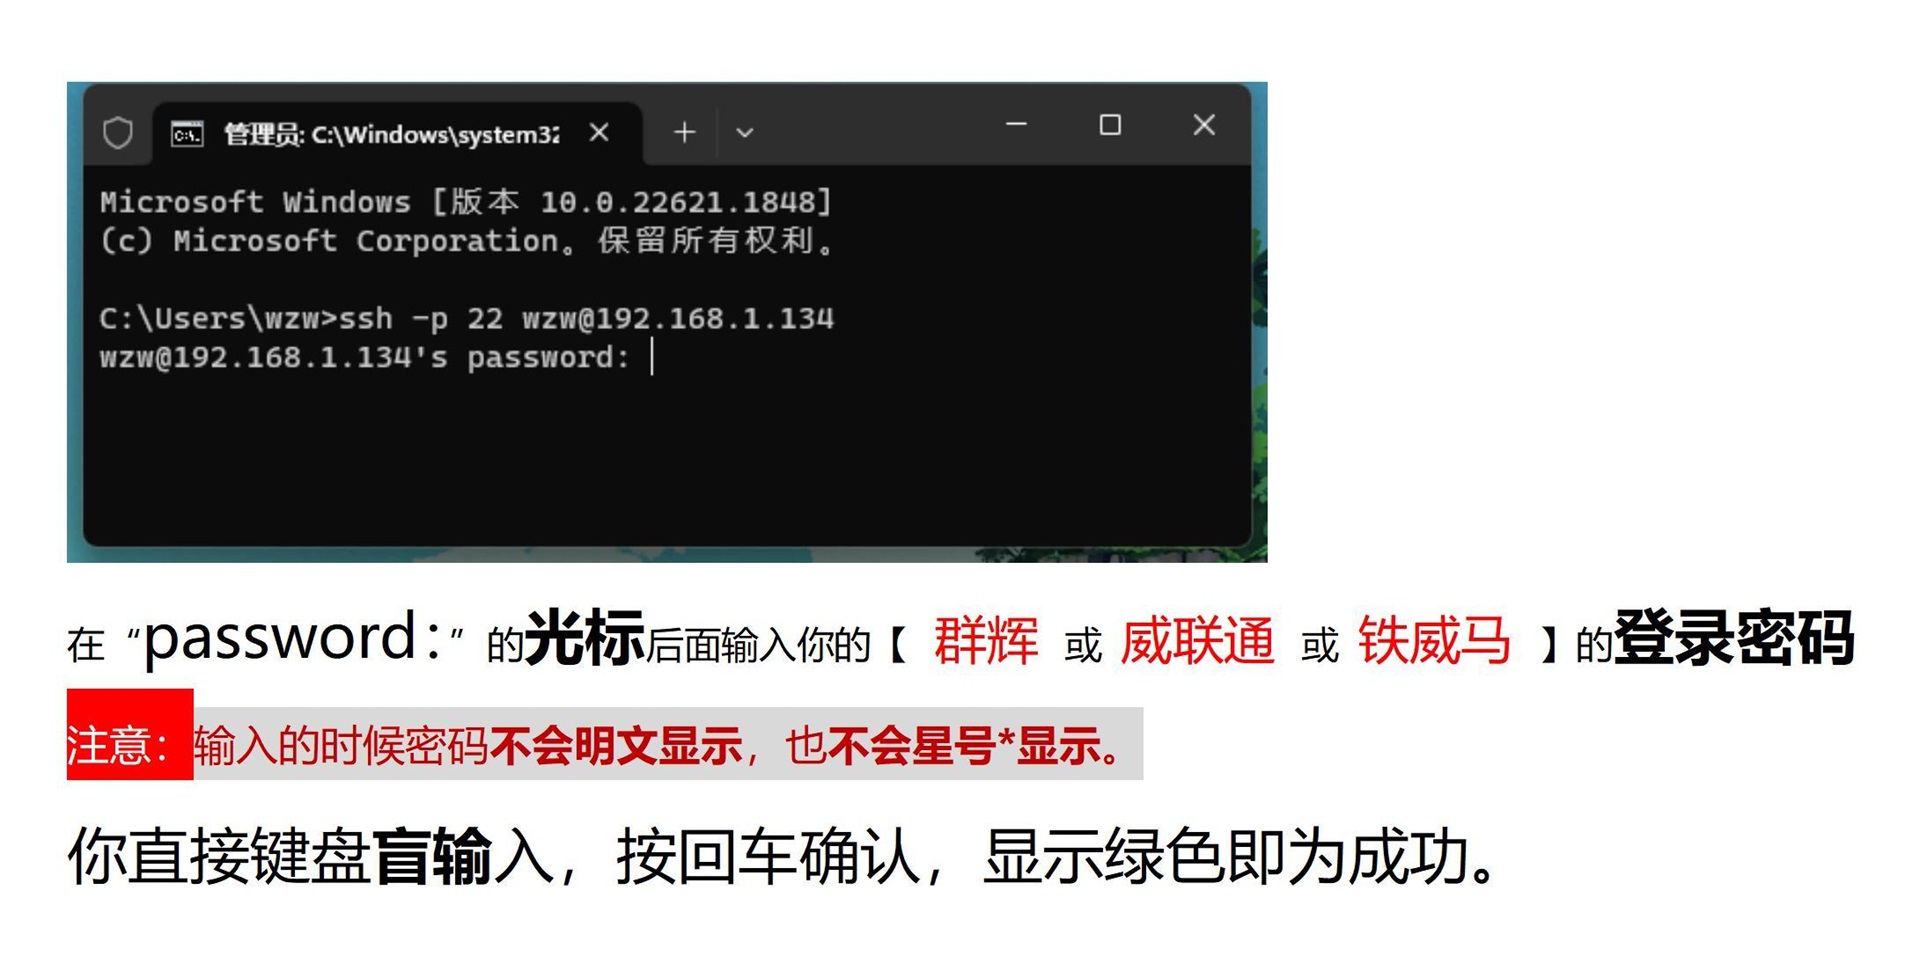 管理员: C:\Windows\system32
Microsoft Windows [版本 10.0.22621.1848]
(c) Microsoft Corporation。保留所有权利。
C:\Users\wzw>ssh -p 22 wzw@192.168.1.134
wzw@192.168.1.134's password:
在“password：”的光标后面输入你的【 群辉 或 威联通 或 铁威马 】的登录密码
注意：输入的时候密码不会明文显示，也不会星号*显示。
你直接键盘盲输入，按回车确认，显示绿色即为成功。